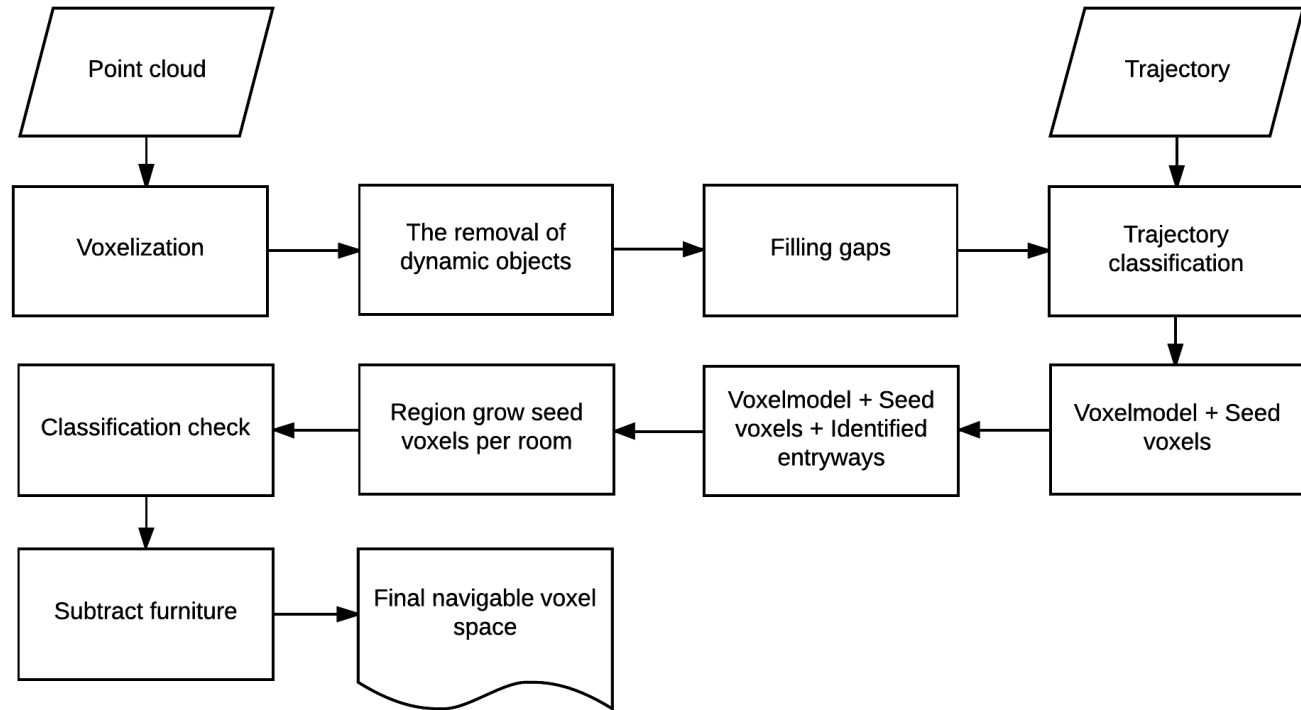 Point cloud
Trajectory
Voxelization
The removal of
dynamic objects
Filling gaps
Trajectory
classification
Classification check
Region grow seed
voxels per room
Voxelmodel + Seed
voxels + Identified
entryways
Voxelmodel + Seed
voxels
Subtract furniture
Final navigable voxel
space